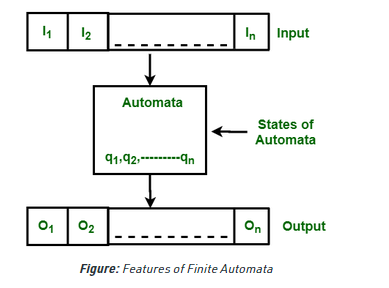 I1 I2 In Input
Automata
States of
Automata
q1,q2,---------qn
O1 O2 On Output
Figure: Features of Finite Automata